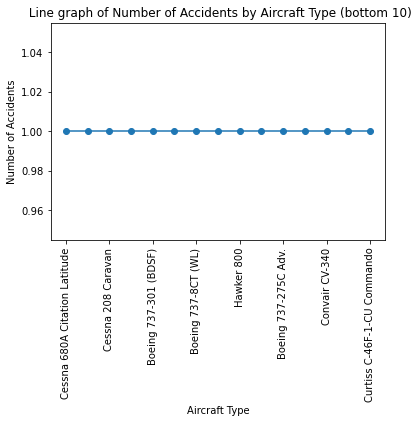 Line graph of Number of Accidents by Aircraft Type (bottom 10)
Number of Accidents
1.04
1.02
1.00
0.98
0.96
Cessna 680A Citation Latitude
Cessna 208 Caravan
Boeing 737-301 (BDSF)
Boeing 737-8CT (WL)
Hawker 800
Boeing 737-275C Adv.
Convair CV-340
Curtiss C-46F-1-CU Commando
Aircraft Type